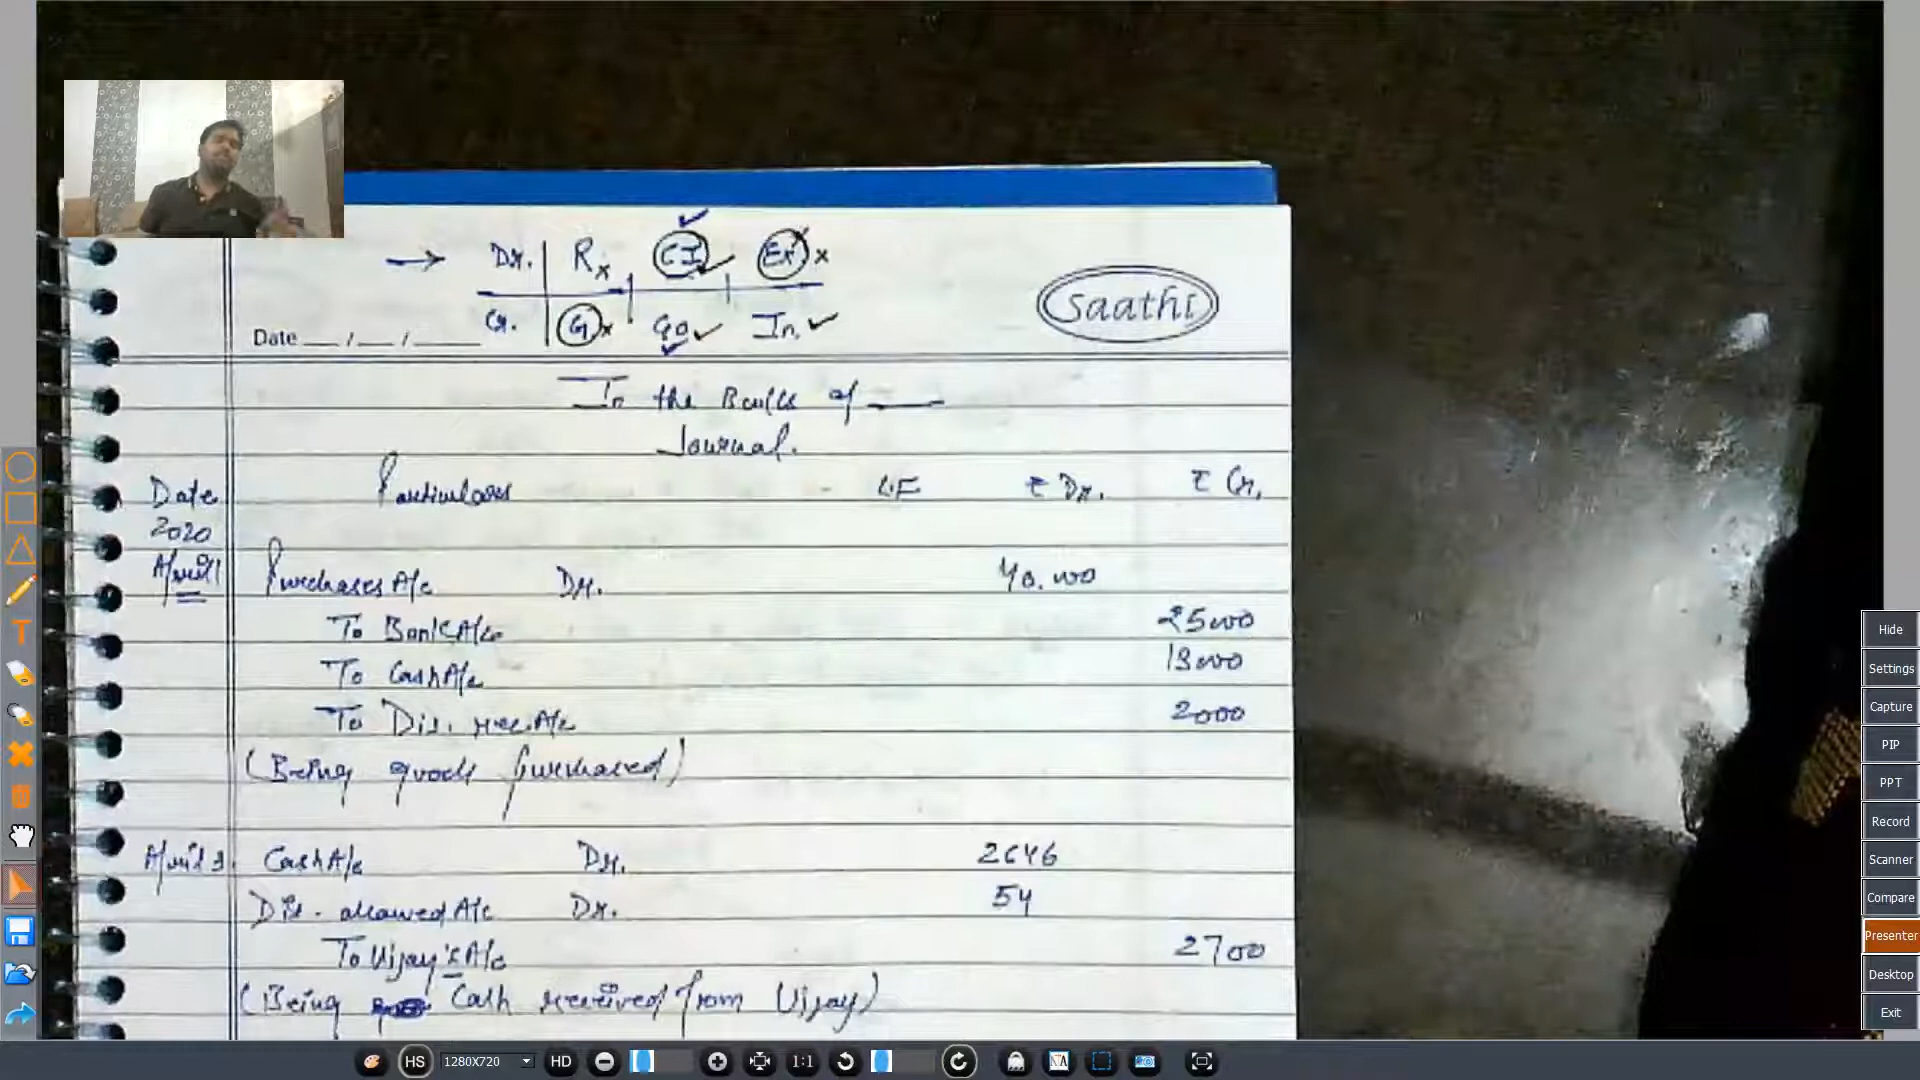 → Dr. | R x | CI ✓ | Ex x
Cr. | G x | Go ✓ | In. ✓
Saathi
Date __ / __ / ____
In the Books of ——
Journal.
Date Particulars L.F ₹ Dr. ₹ Cr.
2020
April 1 Purchases A/c Dr. 40,000
To Bank A/c 25000
To Cash A/c 13000
To Dis. rec. A/c 2000
(Being goods purchased)
April 3. Cash A/c Dr. 2646
Dis. allowed A/c Dr. 54
To Vijay's A/c 2700
(Being Cash received from Vijay)
T
Hide
Settings
Capture
PIP
PPT
Record
Scanner
Compare
Presenter
Desktop
Exit
HS 1280X720 HD 1:1